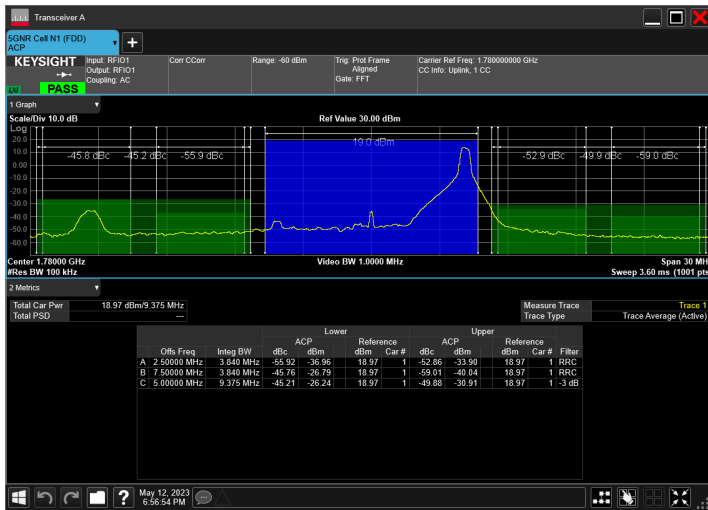 Transceiver A
5GNR Cell N1 (FDD)
ACP
KEYSIGHT
LXI
PASS
Input: RFIO1
Output: RFIO1
Coupling: AC
Corr CCorr
Range: -60 dBm
Trig: Prot Frame
Aligned
Gate: FFT
Carrier Ref Freq: 1.780000000 GHz
CC Info: Uplink, 1 CC
1 Graph
Scale/Div 10.0 dB
Ref Value 30.00 dBm
Log
20.0
10.0
0.00
-10.0
-20.0
-30.0
-40.0
-50.0
-60.0
-45.8 dBc
-45.2 dBc
-55.9 dBc
19.0 dBm
-52.9 dBc
-49.9 dBc
-59.0 dBc
Center 1.78000 GHz
#Res BW 100 kHz
Video BW 1.0000 MHz
Span 30 MH
Sweep 3.60 ms (1001 pts
2 Metrics
Total Car Pwr 18.97 dBm/9.375 MHz
Total PSD ---
Measure Trace Trace 1
Trace Type Trace Average (Active)
Lower Upper
ACP Reference ACP Reference
Offs Freq Integ BW dBc dBm dBm Car # dBc dBm dBm Car # Filter
A 2.50000 MHz 3.840 MHz -55.92 -36.96 18.97 1 -52.86 -33.90 18.97 1 RRC
B 7.50000 MHz 3.840 MHz -45.76 -26.79 18.97 1 -59.01 -40.04 18.97 1 RRC
C 5.00000 MHz 9.375 MHz -45.21 -26.24 18.97 1 -49.88 -30.91 18.97 1 -3 dB
?
May 12, 2023
6:56:54 PM